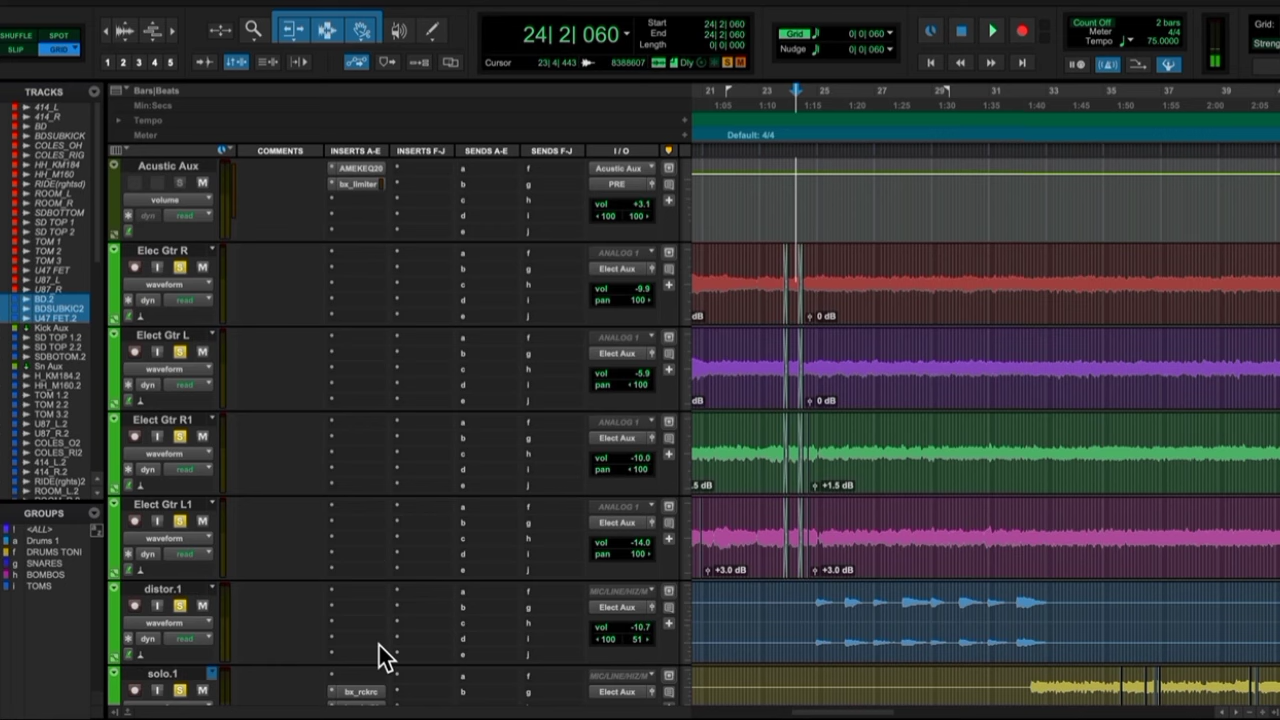 SHUFFLE SPOT
SLIP GRID
1 2 3 4 5
24| 2| 060
Start 24| 2| 060
End 24| 2| 060
Length 0| 0| 000
Cursor 23| 4| 443 8388607 Dly S M
Grid 0| 0| 060
Nudge 0| 0| 060
Count Off 2 bars
Meter 4/4
Tempo 75.0000
Grid:
Streng
TRACKS
414_L
414_R
BD
BDSUBKICK
COLES_OH
COLES_RIG
HH_KM184
HH_M160
RIDE(rghtsd)
ROOM_L
ROOM_R
SDBOTTOM
SD TOP 1
SD TOP 2
TOM 1
TOM 2
TOM 3
U47 FET
U87_L
U87_R
BD.2
BDSUBKIC2
U47 FET.2
Kick Aux
SD TOP 1.2
SD TOP 2.2
SDBOTOM.2
Sn Aux
H_KM184.2
HH_M160.2
TOM 1.2
TOM 2.2
TOM 3.2
U87_L.2
U87_R.2
COLES_O2
COLES_RI2
414_L.2
414_R.2
RIDE(rghts)2
ROOM_L.2
GROUPS
! <ALL>
a Drums 1
f DRUMS TONI
g SNARES
h BOMBOS
i TOMS
Bars|Beats
Min:Secs
Tempo
Meter
21 23 25 27 29 31 33 35 37 39
1:05 1:10 1:15 1:20 1:25 1:30 1:35 1:40 1:45 1:50 1:55 2:00 2:05
Default: 4/4
COMMENTS INSERTS A-E INSERTS F-J SENDS A-E SENDS F-J I / O
Acustic Aux
S M
volume
dyn read
AMEKEQ20
bx_limiter
a f
b g
c h
d i
e j
Acustic Aux
PRE
vol +3.1
100 100
Elec Gtr R
I S M
waveform
dyn read
a f
b g
c h
d i
e j
ANALOG 1
Elect Aux
vol -9.9
pan 100
dB
0 dB
Elect Gtr L
I S M
waveform
dyn read
a f
b g
c h
d i
e j
ANALOG 1
Elect Aux
vol -5.9
pan 100
dB
0 dB
Elect Gtr R1
I S M
waveform
dyn read
a f
b g
c h
d i
e j
ANALOG 1
Elect Aux
vol -10.0
pan 100
.5 dB
+1.5 dB
Elect Gtr L1
I S M
waveform
dyn read
a f
b g
c h
d i
e j
ANALOG 1
Elect Aux
vol -14.0
pan 100
+3.0 dB
+3.0 dB
distor.1
I S M
waveform
dyn read
a f
b g
c h
d i
e j
MIC/LINE/HIZ/M
Elect Aux
vol -10.7
100 51
solo.1
I S M
bx_rckrc
a f
b g
MIC/LINE/HIZ/M
Elect Aux